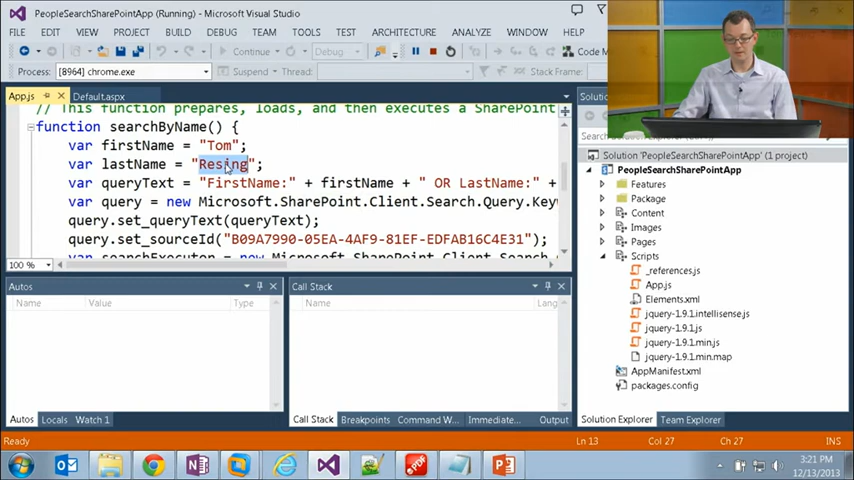 PeopleSearchSharePointApp (Running) - Microsoft Visual Studio
FILE EDIT VIEW PROJECT BUILD DEBUG TEAM TOOLS TEST ARCHITECTURE ANALYZE WINDOW
Continue Debug Code M
Process: [8964] chrome.exe Suspend Thread: Stack Frame:
App.js Default.aspx
// This function prepares, loads, and then executes a SharePoint
function searchByName() {
var firstName = "Tom";
var lastName = "Resing";
var queryText = "FirstName:" + firstName + " OR LastName:" +
var query = new Microsoft.SharePoint.Client.Search.Query.Key
query.set_queryText(queryText);
query.set_sourceId("B09A7990-05EA-4AF9-81EF-EDFAB16C4E31");
var searchExecutor = new Microsoft.SharePoint.Client.Search
100 %
Autos
Name Value Type
Autos Locals Watch 1
Call Stack
Name Lang
Call Stack Breakpoints Command W... Immediate... Output
Solution 'PeopleSearchSharePointApp' (1 project)
PeopleSearchSharePointApp
Features
Package
Content
Images
Pages
Scripts
_references.js
App.js
Elements.xml
jquery-1.9.1.intellisense.js
jquery-1.9.1.js
jquery-1.9.1.min.js
jquery-1.9.1.min.map
AppManifest.xml
packages.config
Solution Explorer Team Explorer
Ready Ln 13 Col 27 Ch 27 INS
3:21 PM
12/13/2013